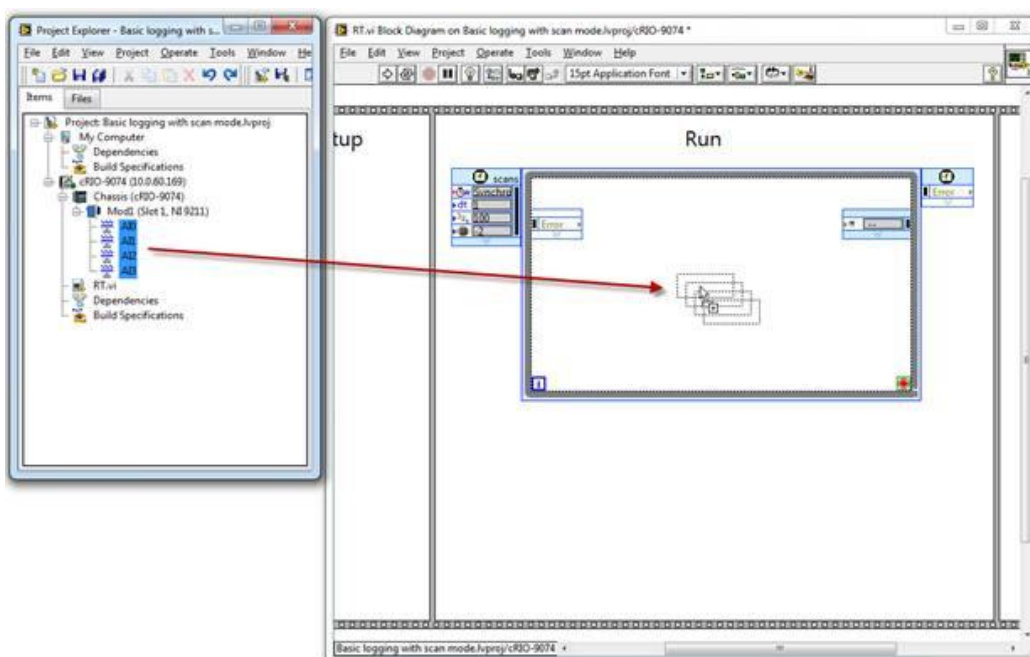 Project Explorer - Basic logging with s...
File Edit View Project Operate Tools Window He
Items Files
Project: Basic logging with scan mode.lvproj
My Computer
Dependencies
Build Specifications
cRIO-9074 (10.0.60.169)
Chassis (cRIO-9074)
Mod1 (Slot 1, NI 9211)
AI0
AI1
AI2
AI3
RT.vi
Dependencies
Build Specifications
RT.vi Block Diagram on Basic logging with scan mode.lvproj/cRIO-9074 *
File Edit View Project Operate Tools Window Help
15pt Application Font
tup
Run
scans
Synchro
dt
100
-2
Error
Error
i
Basic logging with scan mode.lvproj/cRIO-9074